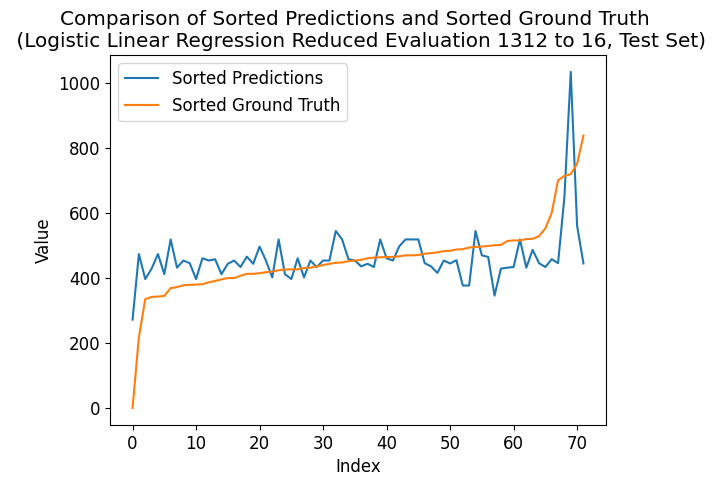 Comparison of Sorted Predictions and Sorted Ground Truth
(Logistic Linear Regression Reduced Evaluation 1312 to 16, Test Set)
Sorted Predictions
Sorted Ground Truth
1000
800
600
400
200
0
Value
0 10 20 30 40 50 60 70
Index